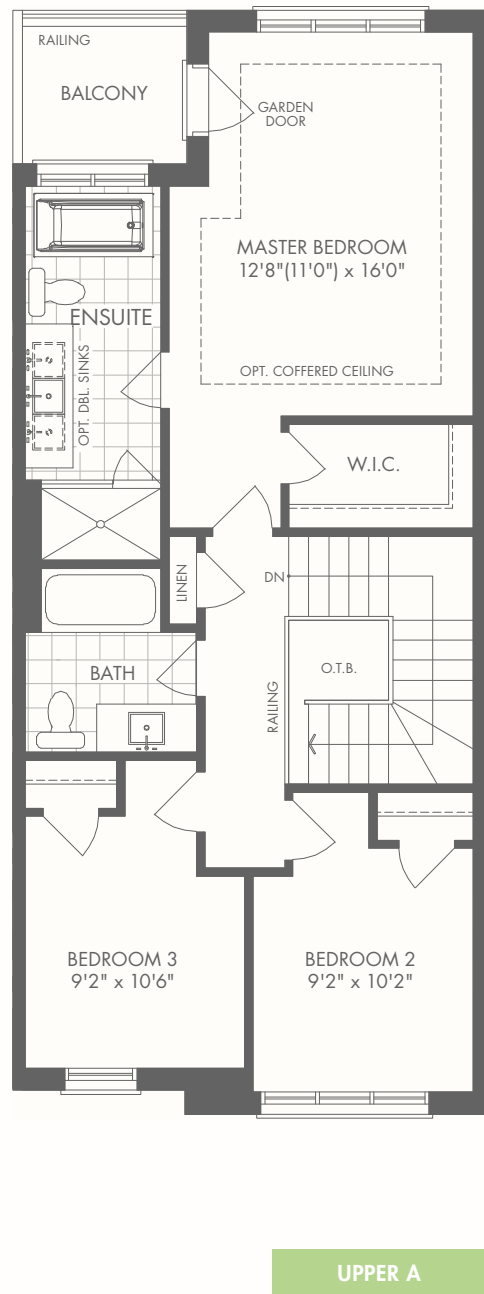 RAILING
BALCONY
GARDEN
DOOR
MASTER BEDROOM
12'8"(11'0") x 16'0"
ENSUITE
OPT. DBL. SINKS
OPT. COFFERED CEILING
W.I.C.
LINEN
DN
O.T.B.
RAILING
BATH
BEDROOM 3
9'2" x 10'6"
BEDROOM 2
9'2" x 10'2"
UPPER A